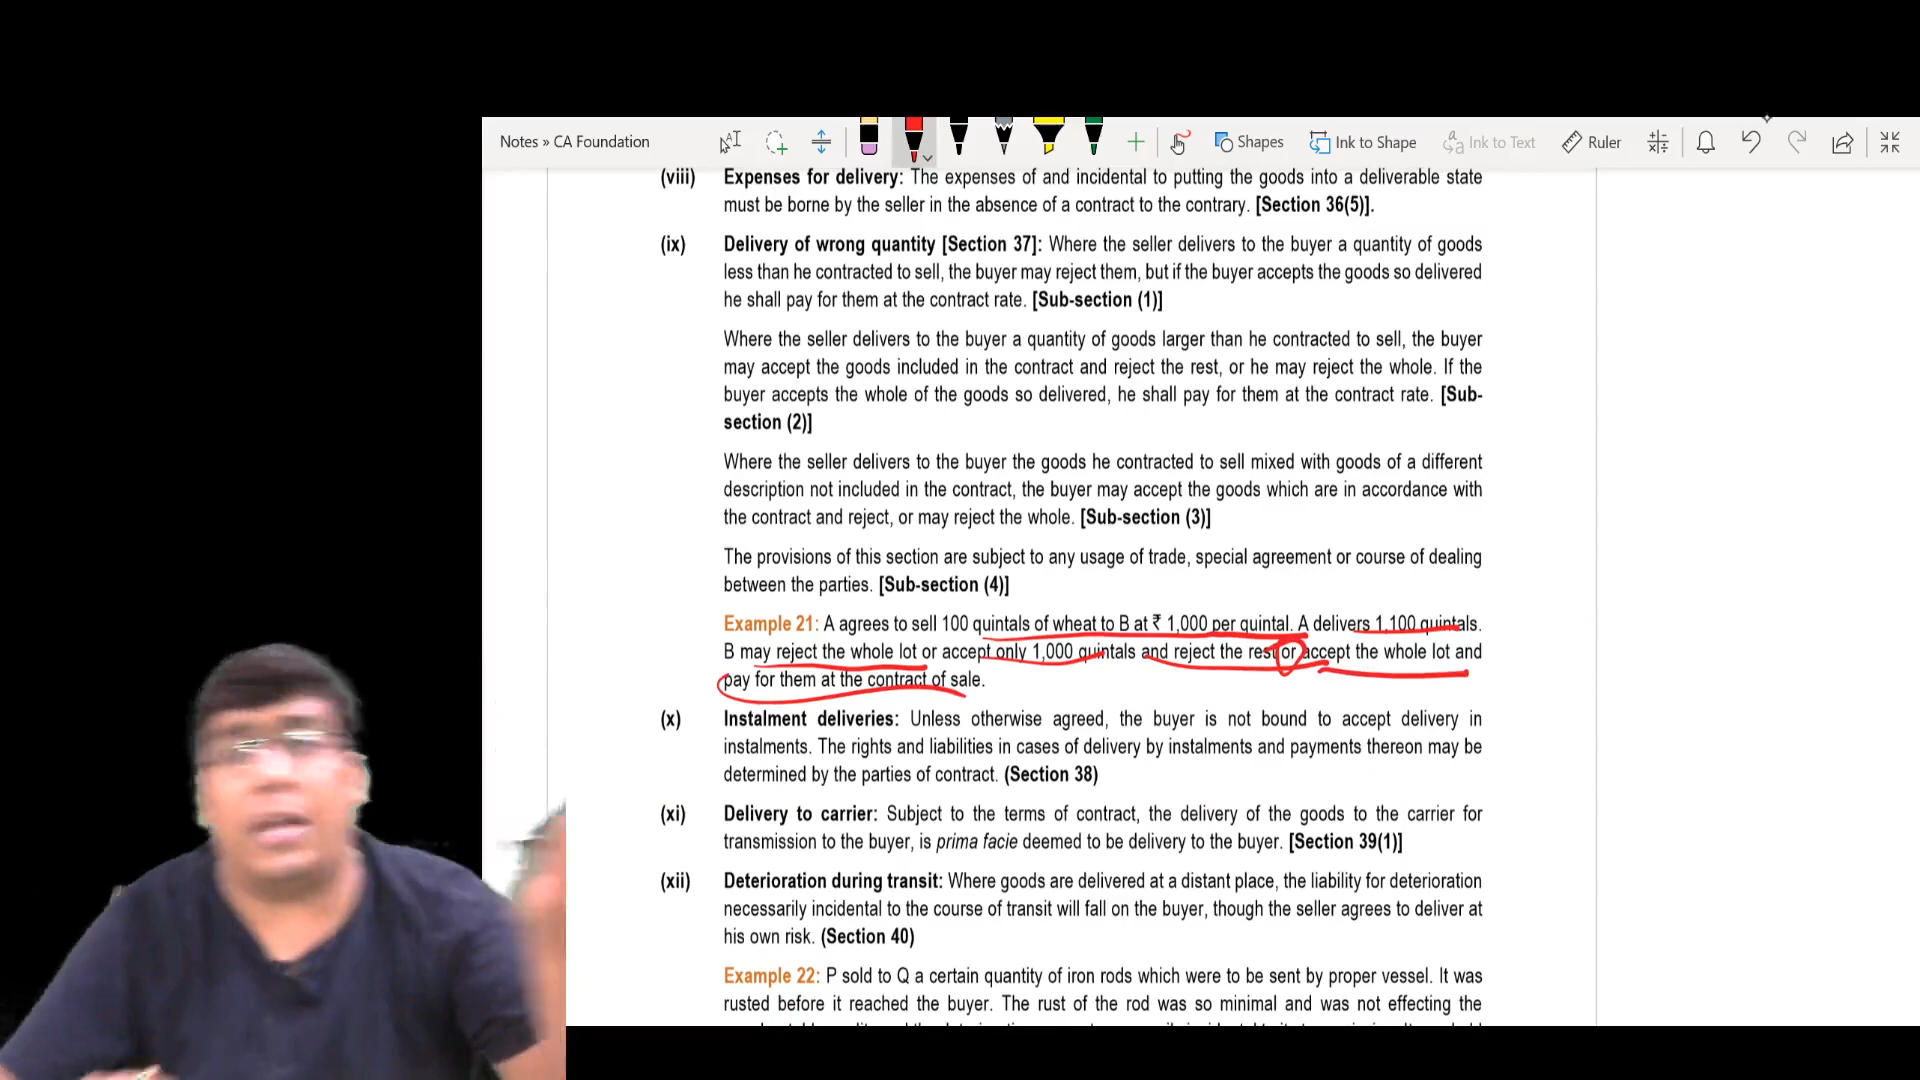 Notes » CA Foundation
Shapes
Ink to Shape
Ink to Text
Ruler
(viii) Expenses for delivery: The expenses of and incidental to putting the goods into a deliverable state
must be borne by the seller in the absence of a contract to the contrary. [Section 36(5)].
(ix) Delivery of wrong quantity [Section 37]: Where the seller delivers to the buyer a quantity of goods
less than he contracted to sell, the buyer may reject them, but if the buyer accepts the goods so delivered
he shall pay for them at the contract rate. [Sub-section (1)]
Where the seller delivers to the buyer a quantity of goods larger than he contracted to sell, the buyer
may accept the goods included in the contract and reject the rest, or he may reject the whole. If the
buyer accepts the whole of the goods so delivered, he shall pay for them at the contract rate. [Sub-
section (2)]
Where the seller delivers to the buyer the goods he contracted to sell mixed with goods of a different
description not included in the contract, the buyer may accept the goods which are in accordance with
the contract and reject, or may reject the whole. [Sub-section (3)]
The provisions of this section are subject to any usage of trade, special agreement or course of dealing
between the parties. [Sub-section (4)]
Example 21: A agrees to sell 100 quintals of wheat to B at ₹ 1,000 per quintal. A delivers 1,100 quintals.
B may reject the whole lot or accept only 1,000 quintals and reject the rest or accept the whole lot and
pay for them at the contract of sale.
(x) Instalment deliveries: Unless otherwise agreed, the buyer is not bound to accept delivery in
instalments. The rights and liabilities in cases of delivery by instalments and payments thereon may be
determined by the parties of contract. (Section 38)
(xi) Delivery to carrier: Subject to the terms of contract, the delivery of the goods to the carrier for
transmission to the buyer, is prima facie deemed to be delivery to the buyer. [Section 39(1)]
(xii) Deterioration during transit: Where goods are delivered at a distant place, the liability for deterioration
necessarily incidental to the course of transit will fall on the buyer, though the seller agrees to deliver at
his own risk. (Section 40)
Example 22: P sold to Q a certain quantity of iron rods which were to be sent by proper vessel. It was
rusted before it reached the buyer. The rust of the rod was so minimal and was not effecting the